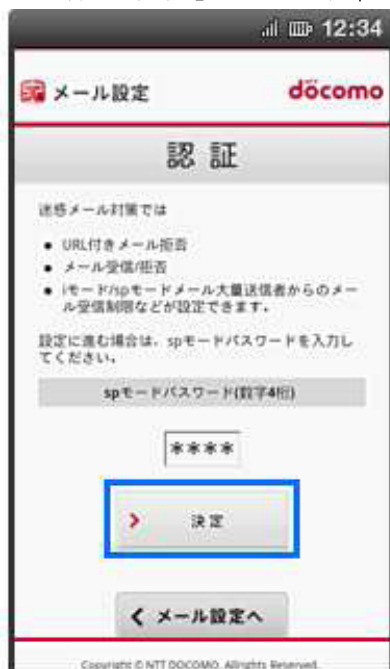 12:34
メール設定
döcomo
認証
迷惑メール対策では
● URL付きメール拒否
● メール受信/拒否
● iモード/spモードメール大量送信者からのメー
ル受信制限などが設定できます。
設定に進む場合は、spモードパスワードを入力し
てください。
spモードパスワード(数字4桁)
****
決定
メール設定へ
Copyright © NTT DOCOMO. Allrights Reserved.